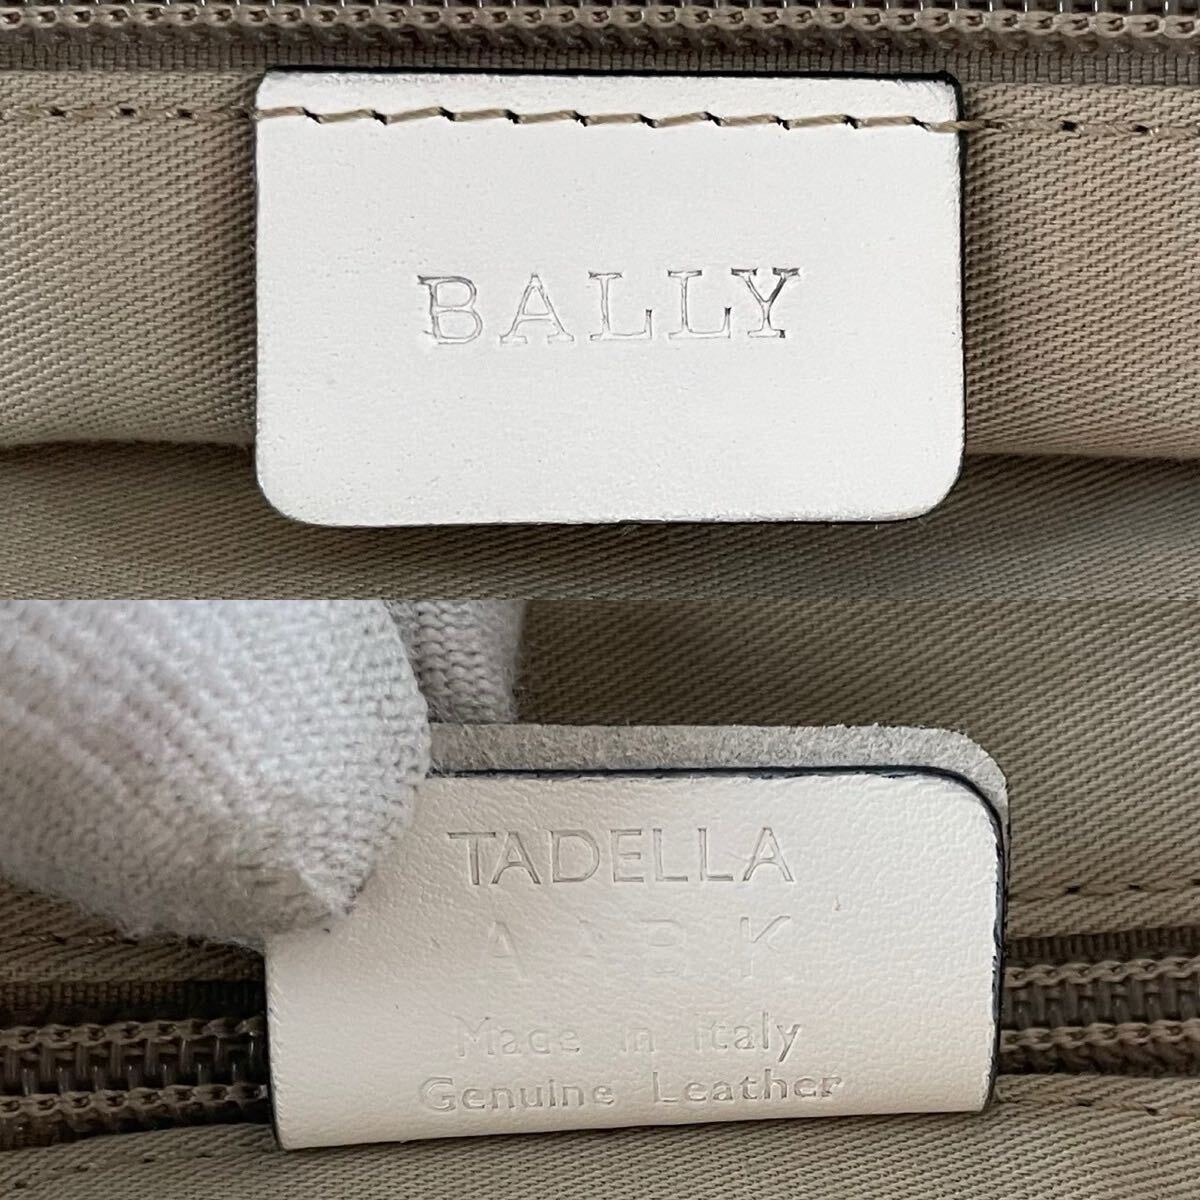 BALLY
TADELLA
Made in italy
Genuine Leather